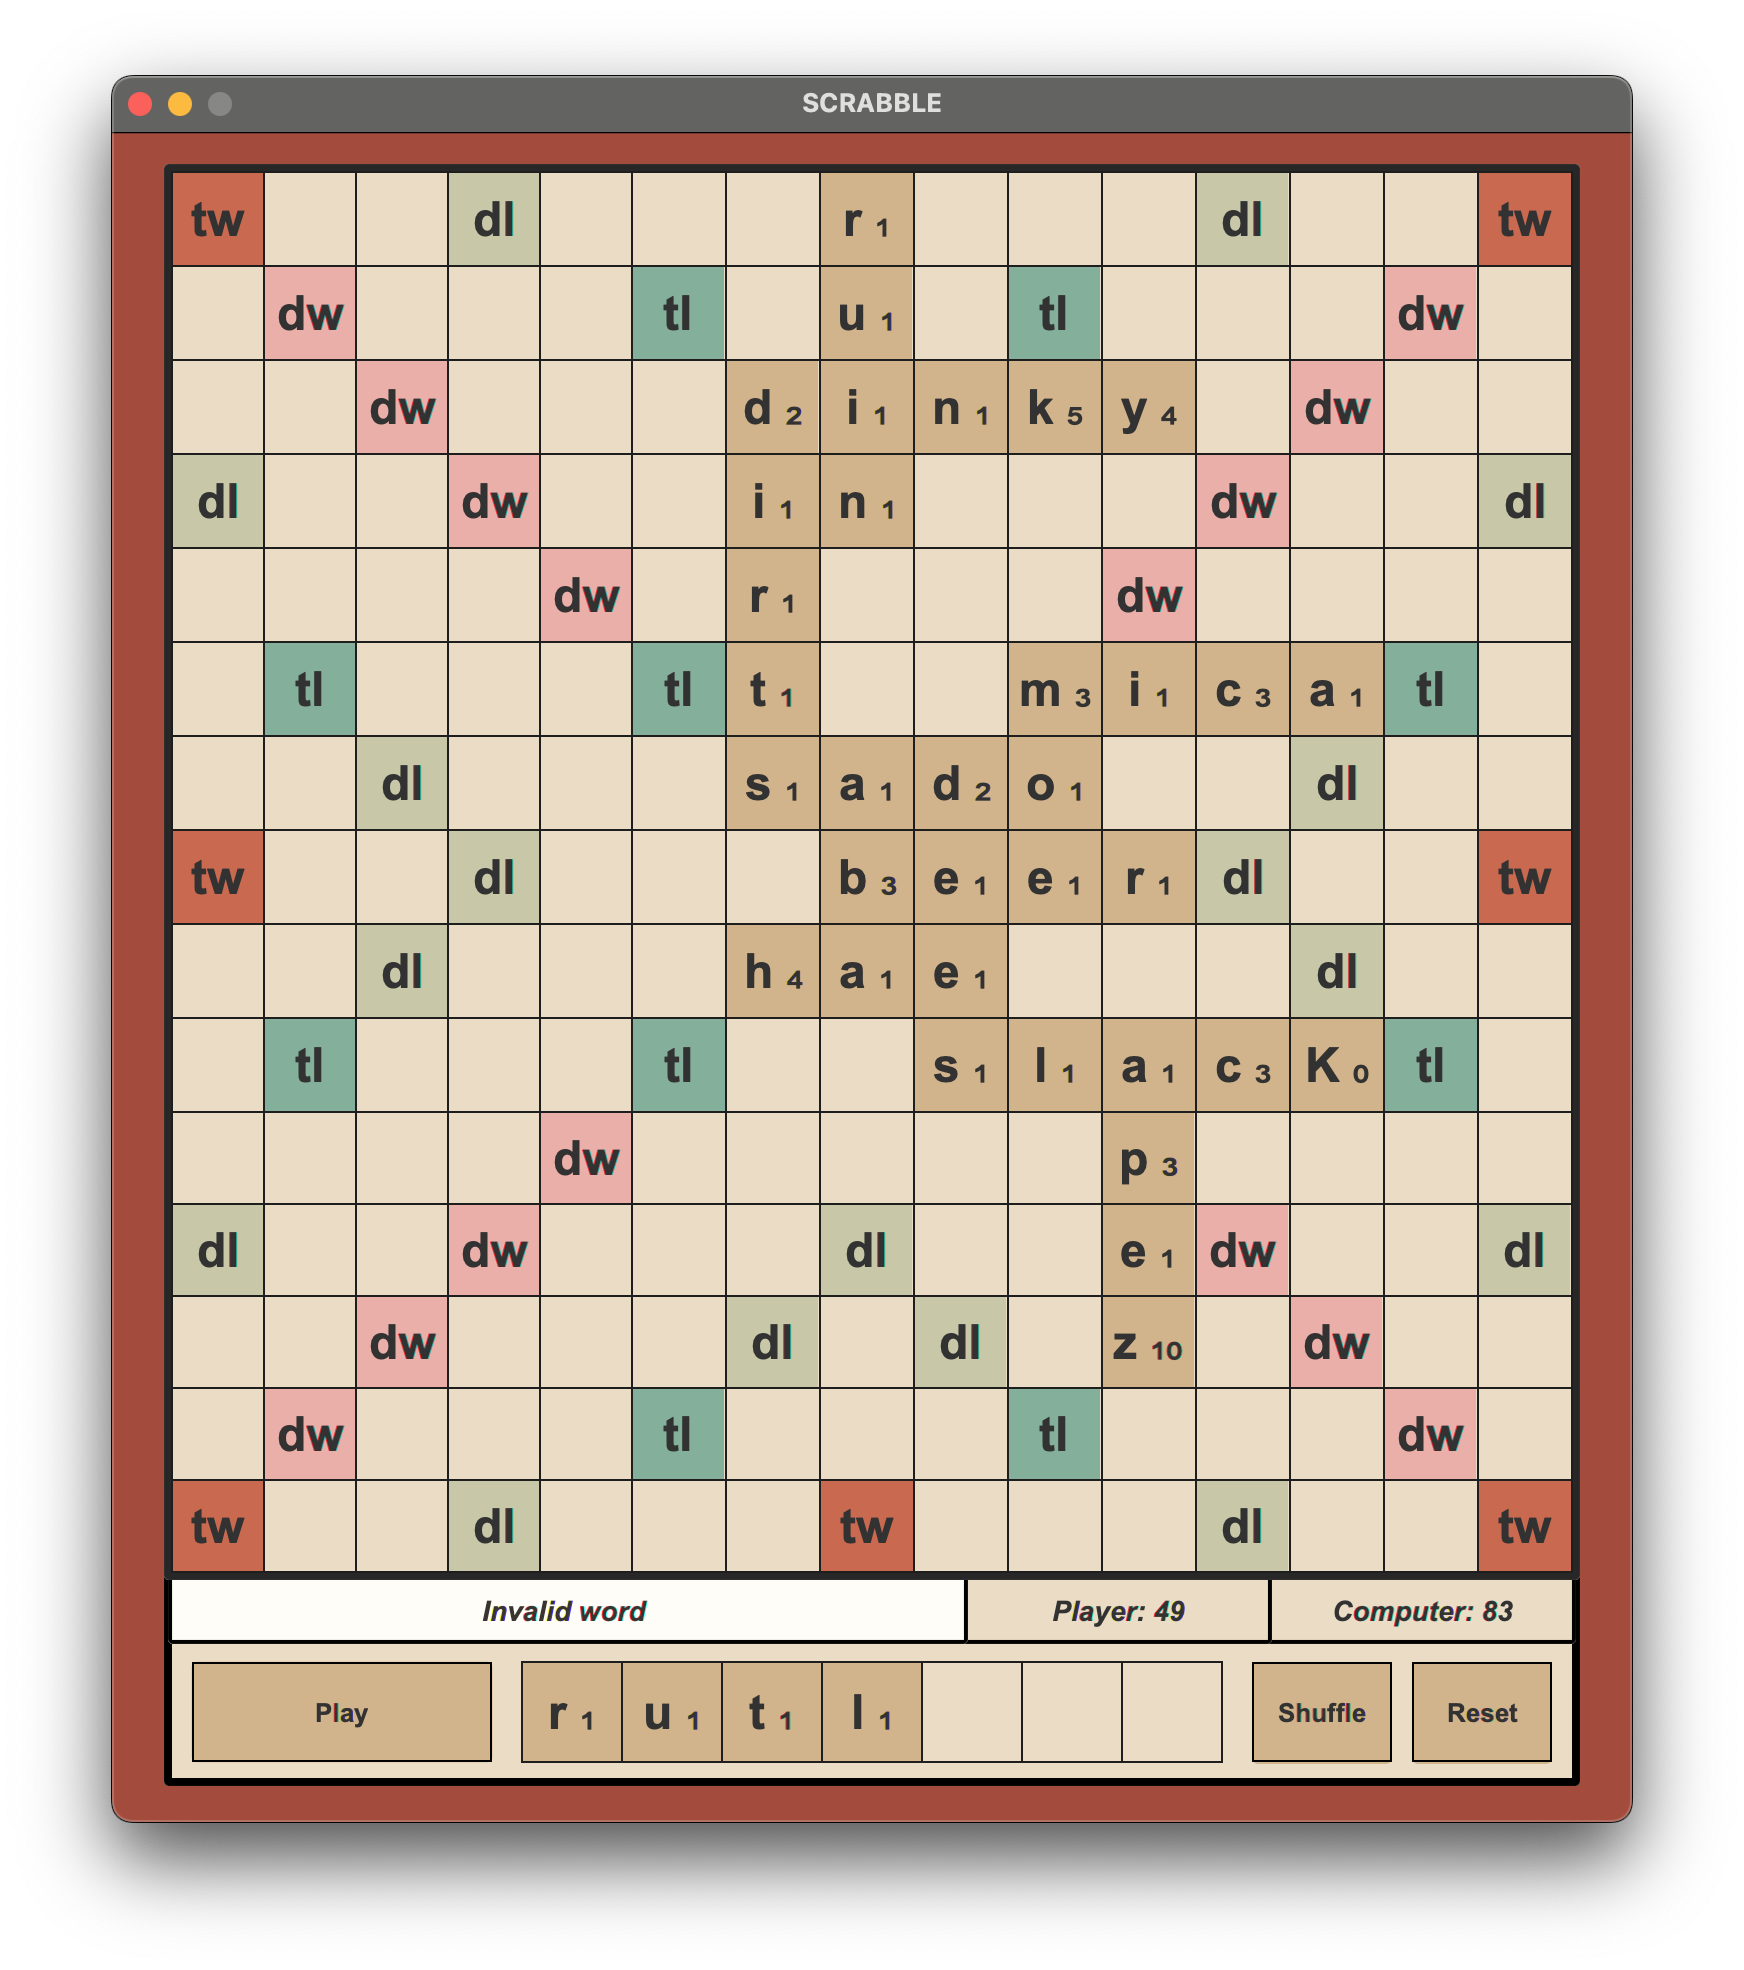 SCRABBLE
tw dl r 1 dl tw
dw tl u 1 tl dw
dw d 2 i 1 n 1 k 5 y 4 dw
dl dw i 1 n 1 dw dl
dw r 1 dw
tl tl t 1 m 3 i 1 c 3 a 1 tl
dl s 1 a 1 d 2 o 1 dl
tw dl b 3 e 1 e 1 r 1 dl tw
dl h 4 a 1 e 1 dl
tl tl s 1 l 1 a 1 c 3 K 0 tl
dw p 3
dl dw dl e 1 dw dl
dw dl dl z 10 dw
dw tl tl dw
tw dl tw dl tw
Invalid word Player: 49 Computer: 83
Play r 1 u 1 t 1 l 1 Shuffle Reset